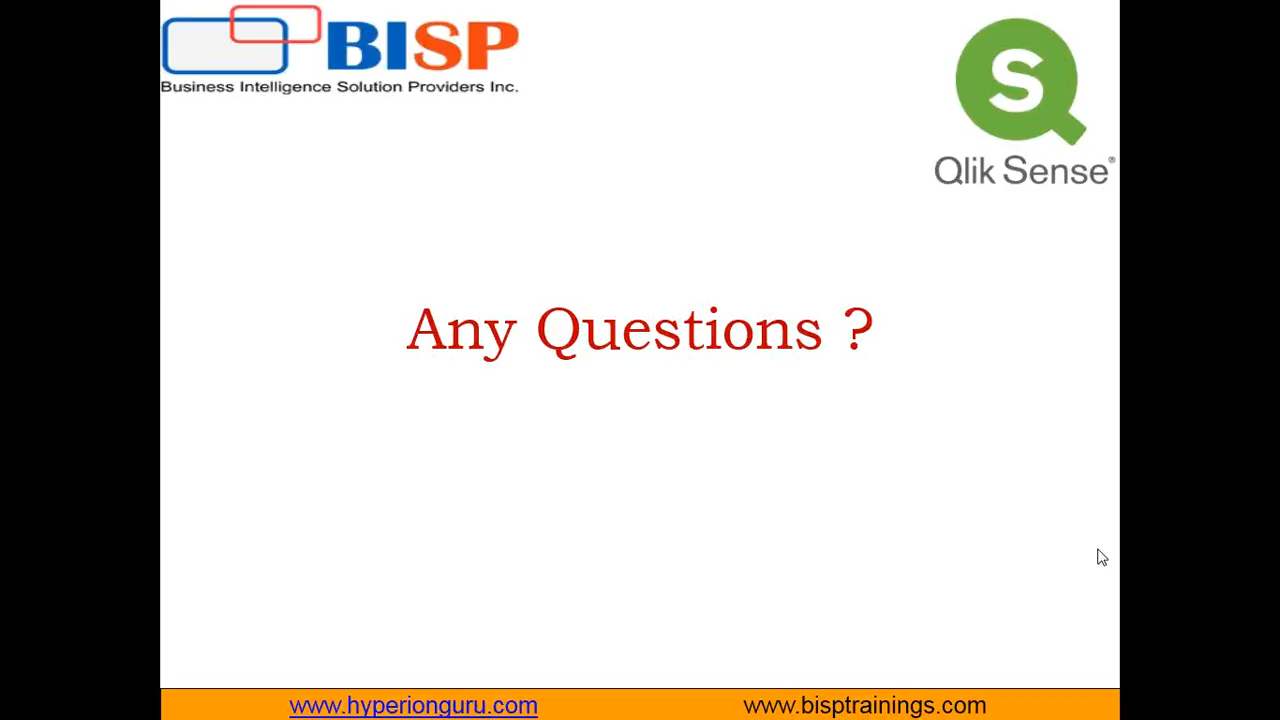 BISP
Business Intelligence Solution Providers Inc.
S
Qlik Sense®
Any Questions ?
www.hyperionguru.com
www.bisptrainings.com